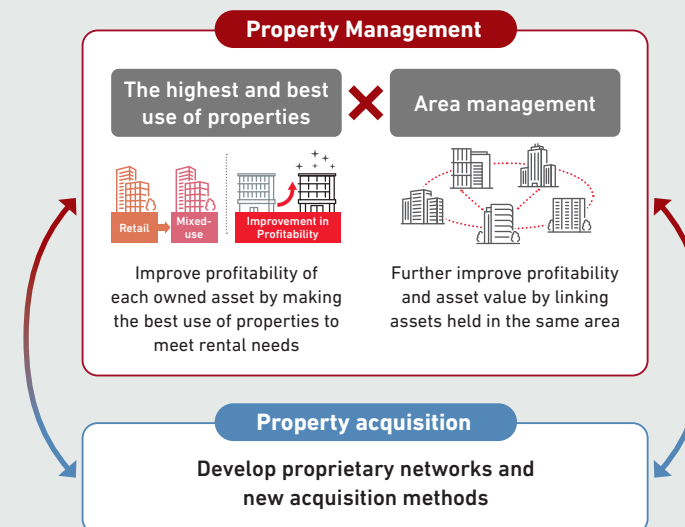 Property Management
The highest and best
use of properties
Area management
Retail
Mixed-
use
Improvement in
Profitability
Improve profitability of
each owned asset by making
the best use of properties to
meet rental needs
Further improve profitability
and asset value by linking
assets held in the same area
Property acquisition
Develop proprietary networks and
new acquisition methods